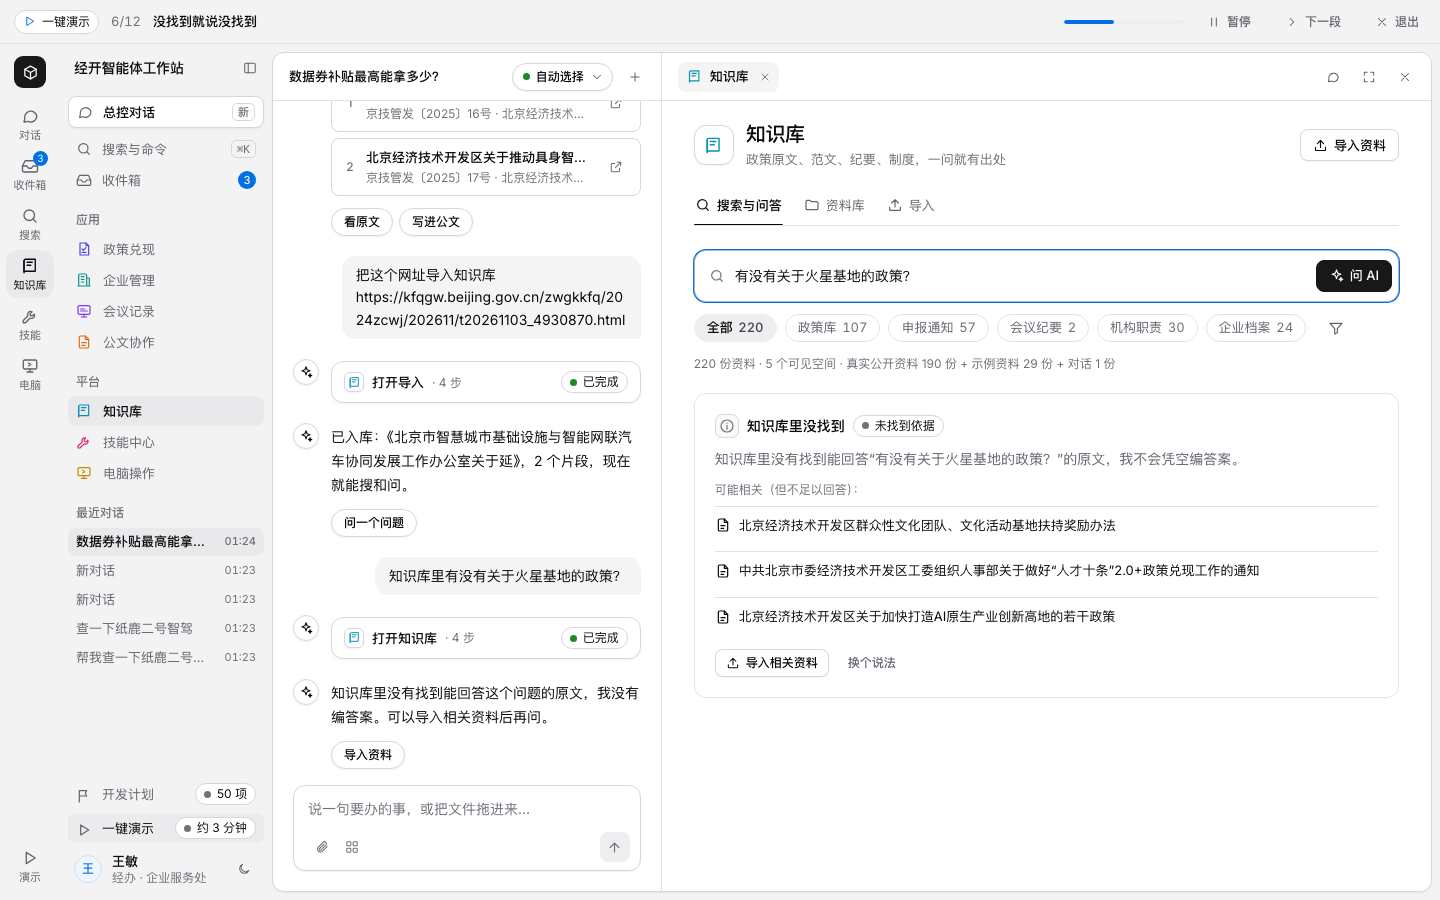 一键演示
6/12
没找到就说没找到
暂停
下一段
退出
对话
3
收件箱
搜索
知识库
技能
电脑
演示
经开智能体工作站
总控对话
新
搜索与命令
⌘K
收件箱
3
应用
政策兑现
企业管理
会议记录
公文协作
平台
知识库
技能中心
电脑操作
最近对话
数据券补贴最高能拿... 01:24
新对话 01:23
新对话 01:23
查一下纸鹿二号智驾 01:23
帮我查一下纸鹿二号... 01:23
开发计划
50 项
一键演示
约 3 分钟
王
王敏
经办 · 企业服务处
数据券补贴最高能拿多少?
自动选择
京技管发〔2025〕16号 · 北京经济技术...
2
北京经济技术开发区关于推动具身智...
京技管发〔2025〕17号 · 北京经济技术...
看原文
写进公文
把这个网址导入知识库
https://kfqgw.beijing.gov.cn/zwgkkfq/20
24zcwj/202611/t20261103_4930870.html
打开导入 · 4 步
已完成
已入库：《北京市智慧城市基础设施与智能网联汽
车协同发展工作办公室关于延》，2 个片段，现在
就能搜和问。
问一个问题
知识库里有没有关于火星基地的政策？
打开知识库 · 4 步
已完成
知识库里没有找到能回答这个问题的原文，我没有
编答案。可以导入相关资料后再问。
导入资料
说一句要办的事，或把文件拖进来...
知识库
知识库
政策原文、范文、纪要、制度，一问就有出处
导入资料
搜索与问答
资料库
导入
有没有关于火星基地的政策?
问 AI
全部 220
政策库 107
申报通知 57
会议纪要 2
机构职责 30
企业档案 24
220 份资料 · 5 个可见空间 · 真实公开资料 190 份 + 示例资料 29 份 + 对话 1 份
知识库里没找到
未找到依据
知识库里没有找到能回答“有没有关于火星基地的政策？”的原文，我不会凭空编答案。
可能相关（但不足以回答）：
北京经济技术开发区群众性文化团队、文化活动基地扶持奖励办法
中共北京市委经济技术开发区工委组织人事部关于做好“人才十条”2.0+政策兑现工作的通知
北京经济技术开发区关于加快打造AI原生产业创新高地的若干政策
导入相关资料
换个说法